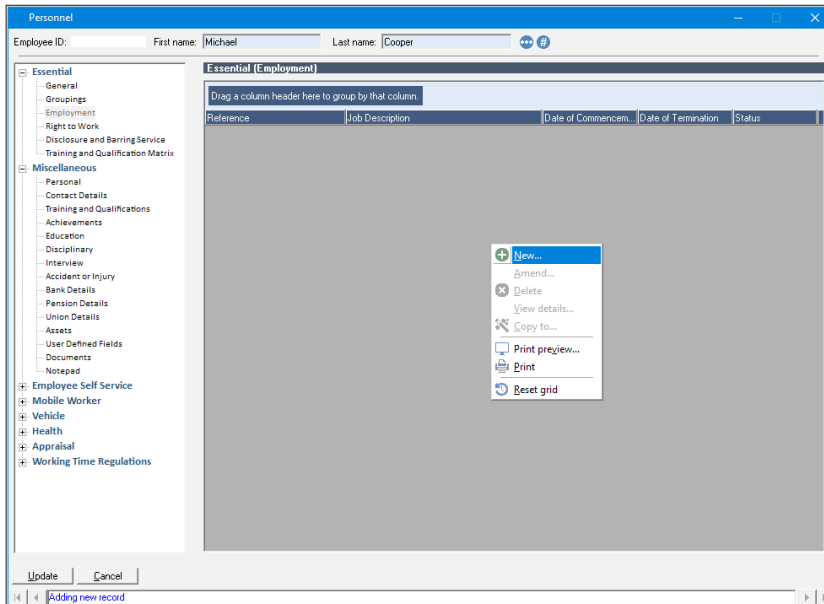 Personnel
Employee ID: First name: Michael Last name: Cooper
Essential
General
Groupings
Employment
Right to Work
Disclosure and Barring Service
Training and Qualification Matrix
Miscellaneous
Personal
Contact Details
Training and Qualifications
Achievements
Education
Disciplinary
Interview
Accident or Injury
Bank Details
Pension Details
Union Details
Assets
User Defined Fields
Documents
Notepad
Employee Self Service
Mobile Worker
Vehicle
Health
Appraisal
Working Time Regulations
Essential (Employment)
Drag a column header here to group by that column.
Reference Job Description Date of Commencem... Date of Termination Status
New...
Amend...
Delete
View details...
Copy to...
Print preview...
Print
Reset grid
Update Cancel
Adding new record